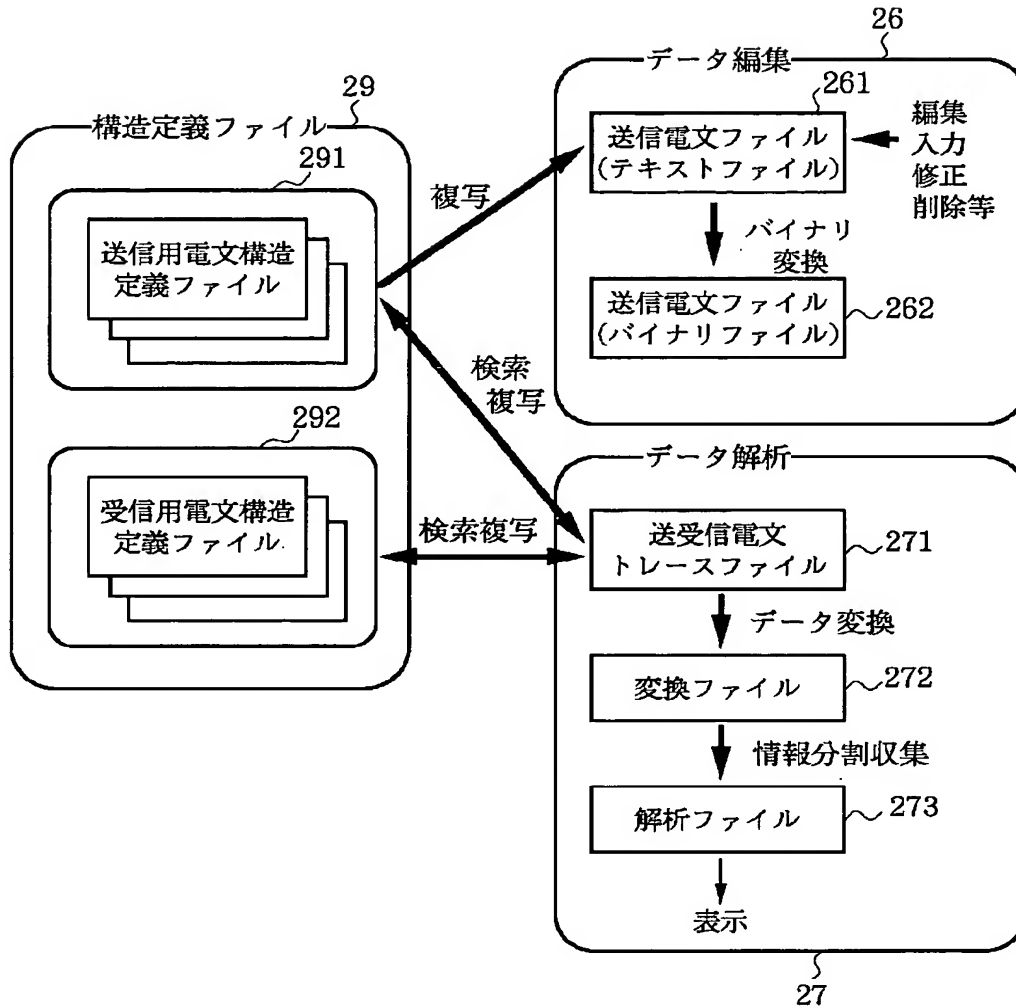 構造定義ファイル
29
291
送信用電文構造
定義ファイル
292
受信用電文構造
定義ファイル
複写
検索
複写
検索複写
26
データ編集
261
送信電文ファイル
(テキストファイル)
編集
入力
修正
削除等
バイナリ
変換
送信電文ファイル
(バイナリファイル)
262
データ解析
送受信電文
トレースファイル
271
データ変換
変換ファイル
272
情報分割収集
解析ファイル
273
表示
27